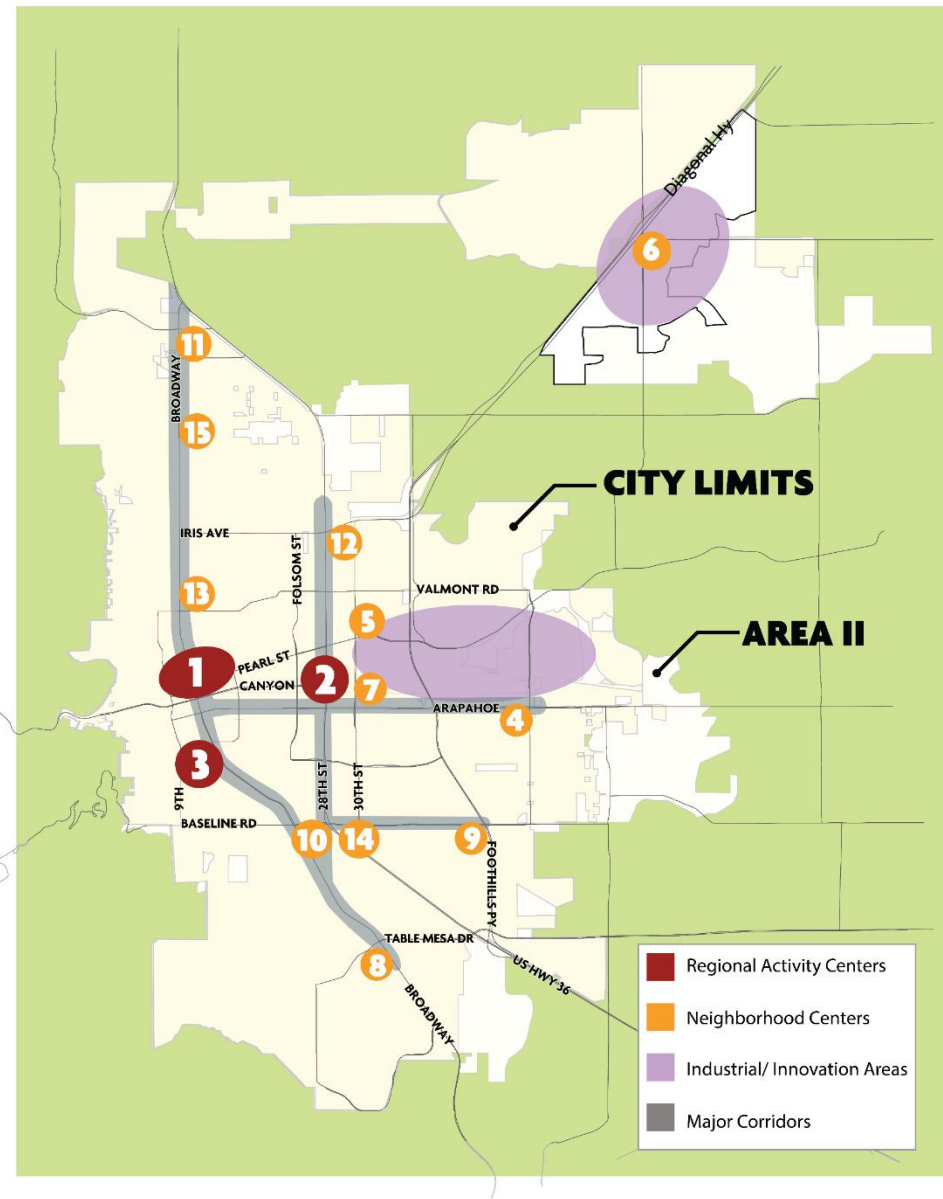 Diagonal Hy
6
11
BROADWAY
15
CITY LIMITS
IRIS AVE
FOLSOM ST
12
VALMONT RD
13
5
AREA II
1
PEARL ST
CANYON
2
7
ARAPAHOE
4
3
9TH
28TH ST
30TH ST
BASELINE RD
10
14
9
FOOTHILLS PY
TABLE MESA DR
8
US HWY 36
BROADWAY
Regional Activity Centers
Neighborhood Centers
Industrial/ Innovation Areas
Major Corridors